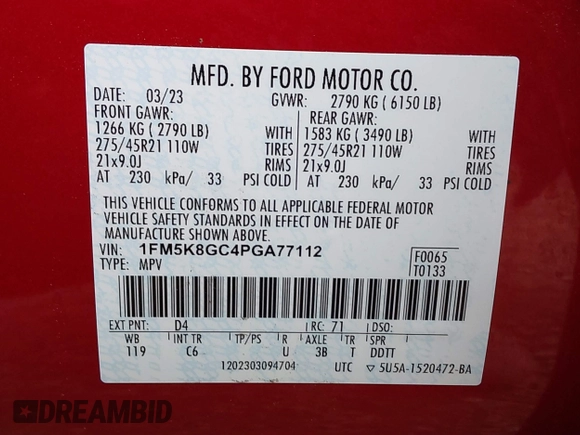 MFD. BY FORD MOTOR CO.
DATE: 03/23 GVWR: 2790 KG ( 6150 LB)
FRONT GAWR: REAR GAWR:
1266 KG ( 2790 LB) WITH 1583 KG ( 3490 LB) WITH
275/45R21 110W TIRES 275/45R21 110W TIRES
21x9.0J RIMS 21x9.0J RIMS
AT 230 kPa/ 33 PSI COLD AT 230 kPa/ 33 PSI COLD
THIS VEHICLE CONFORMS TO ALL APPLICABLE FEDERAL MOTOR
VEHICLE SAFETY STANDARDS IN EFFECT ON THE DATE OF
MANUFACTURE SHOWN ABOVE.
VIN: 1FM5K8GC4PGA77112 F0065
TYPE: MPV T0133
EXT PNT: D4 RC: 71 DSO:
WB INT TR TP/PS R AXLE TR SPR
119 C6 U 3B T DDTT
1202303094704 UTC ▽ 5U5A-1520472-BA
DREAMBID